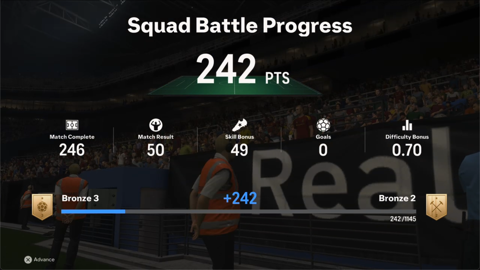 Squad Battle Progress
242 PTS
Match Complete Match Result Skill Bonus Goals Difficulty Bonus
246 50 49 0 0.70
Real
Bronze 3 +242 Bronze 2
242/1145
Advance